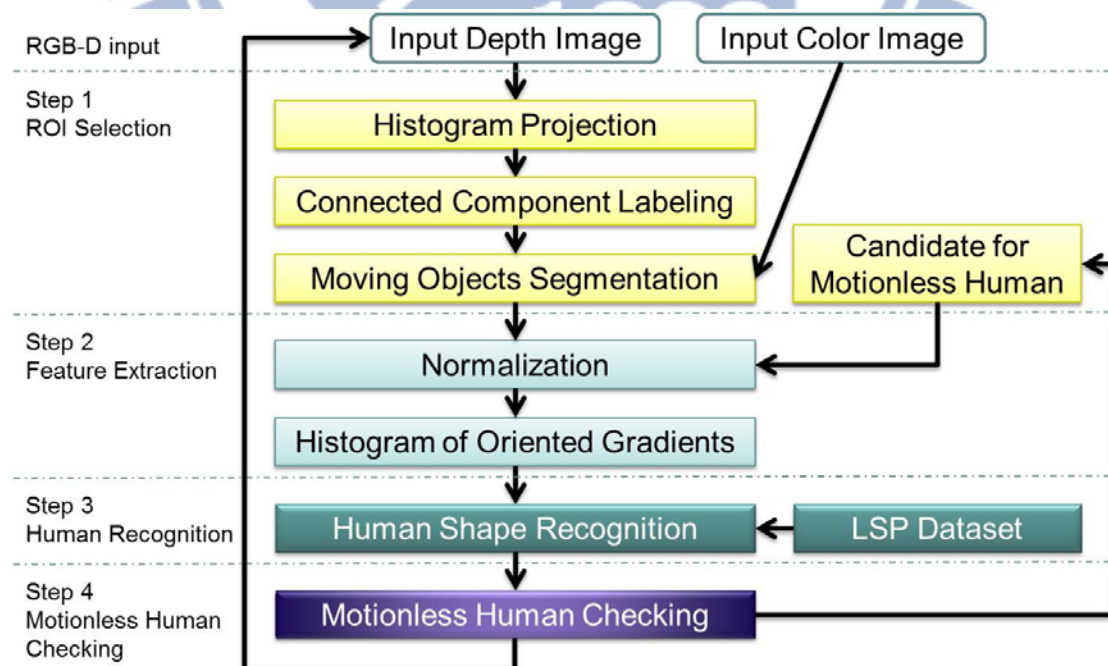 RGB-D input
Input Depth Image
Input Color Image
Step 1
ROI Selection
Histogram Projection
Connected Component Labeling
Moving Objects Segmentation
Candidate for
Motionless Human
Step 2
Feature Extraction
Normalization
Histogram of Oriented Gradients
Step 3
Human Recognition
Human Shape Recognition
LSP Dataset
Step 4
Motionless Human
Checking
Motionless Human Checking